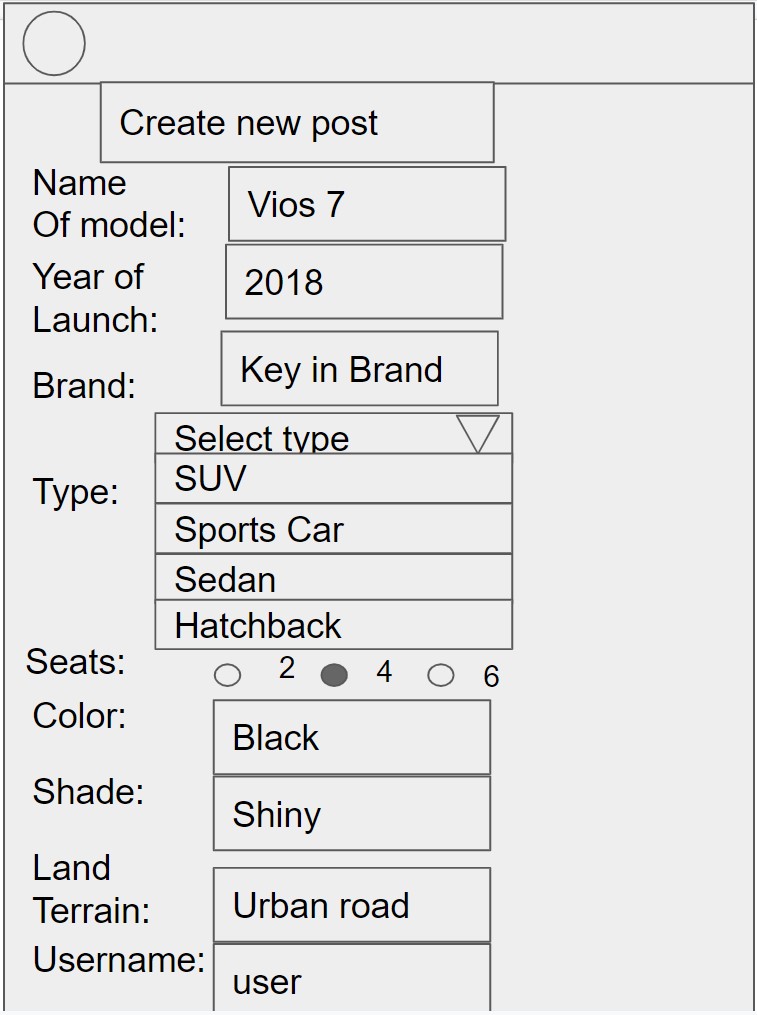 Create new post
Name
Of model:
Vios 7
Year of
Launch:
2018
Brand:
Key in Brand
Select type
Type:
SUV
Sports Car
Sedan
Hatchback
Seats:
2 4 6
Color:
Black
Shade:
Shiny
Land
Terrain:
Urban road
Username:
user